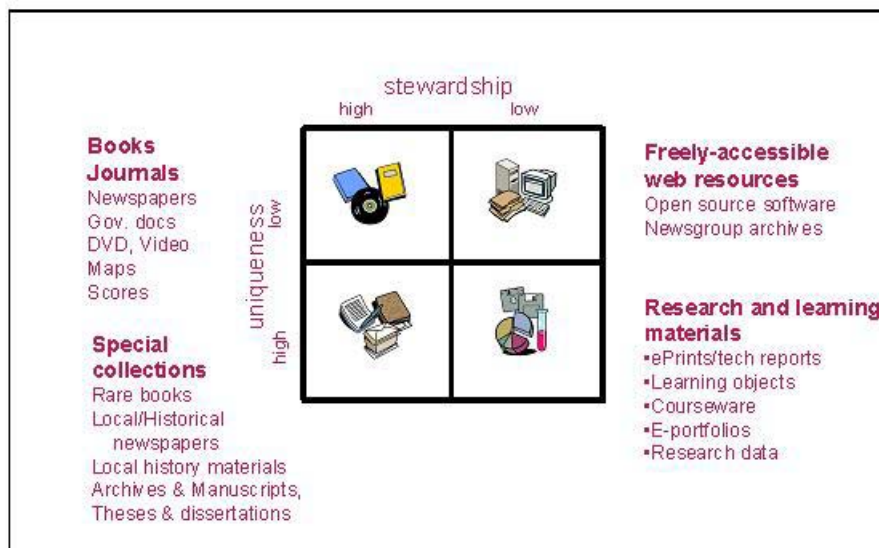 stewardship
high
low
Books
Journals
Newspapers
Gov. docs
DVD, Video
Maps
Scores
uniqueness
low
high
Freely-accessible
web resources
Open source software
Newsgroup archives
Special
collections
Rare books
Local/Historical
newspapers
Local history materials
Archives & Manuscripts,
Theses & dissertations
Research and learning
materials
▪ePrints/tech reports
▪Learning objects
▪Courseware
▪E-portfolios
▪Research data